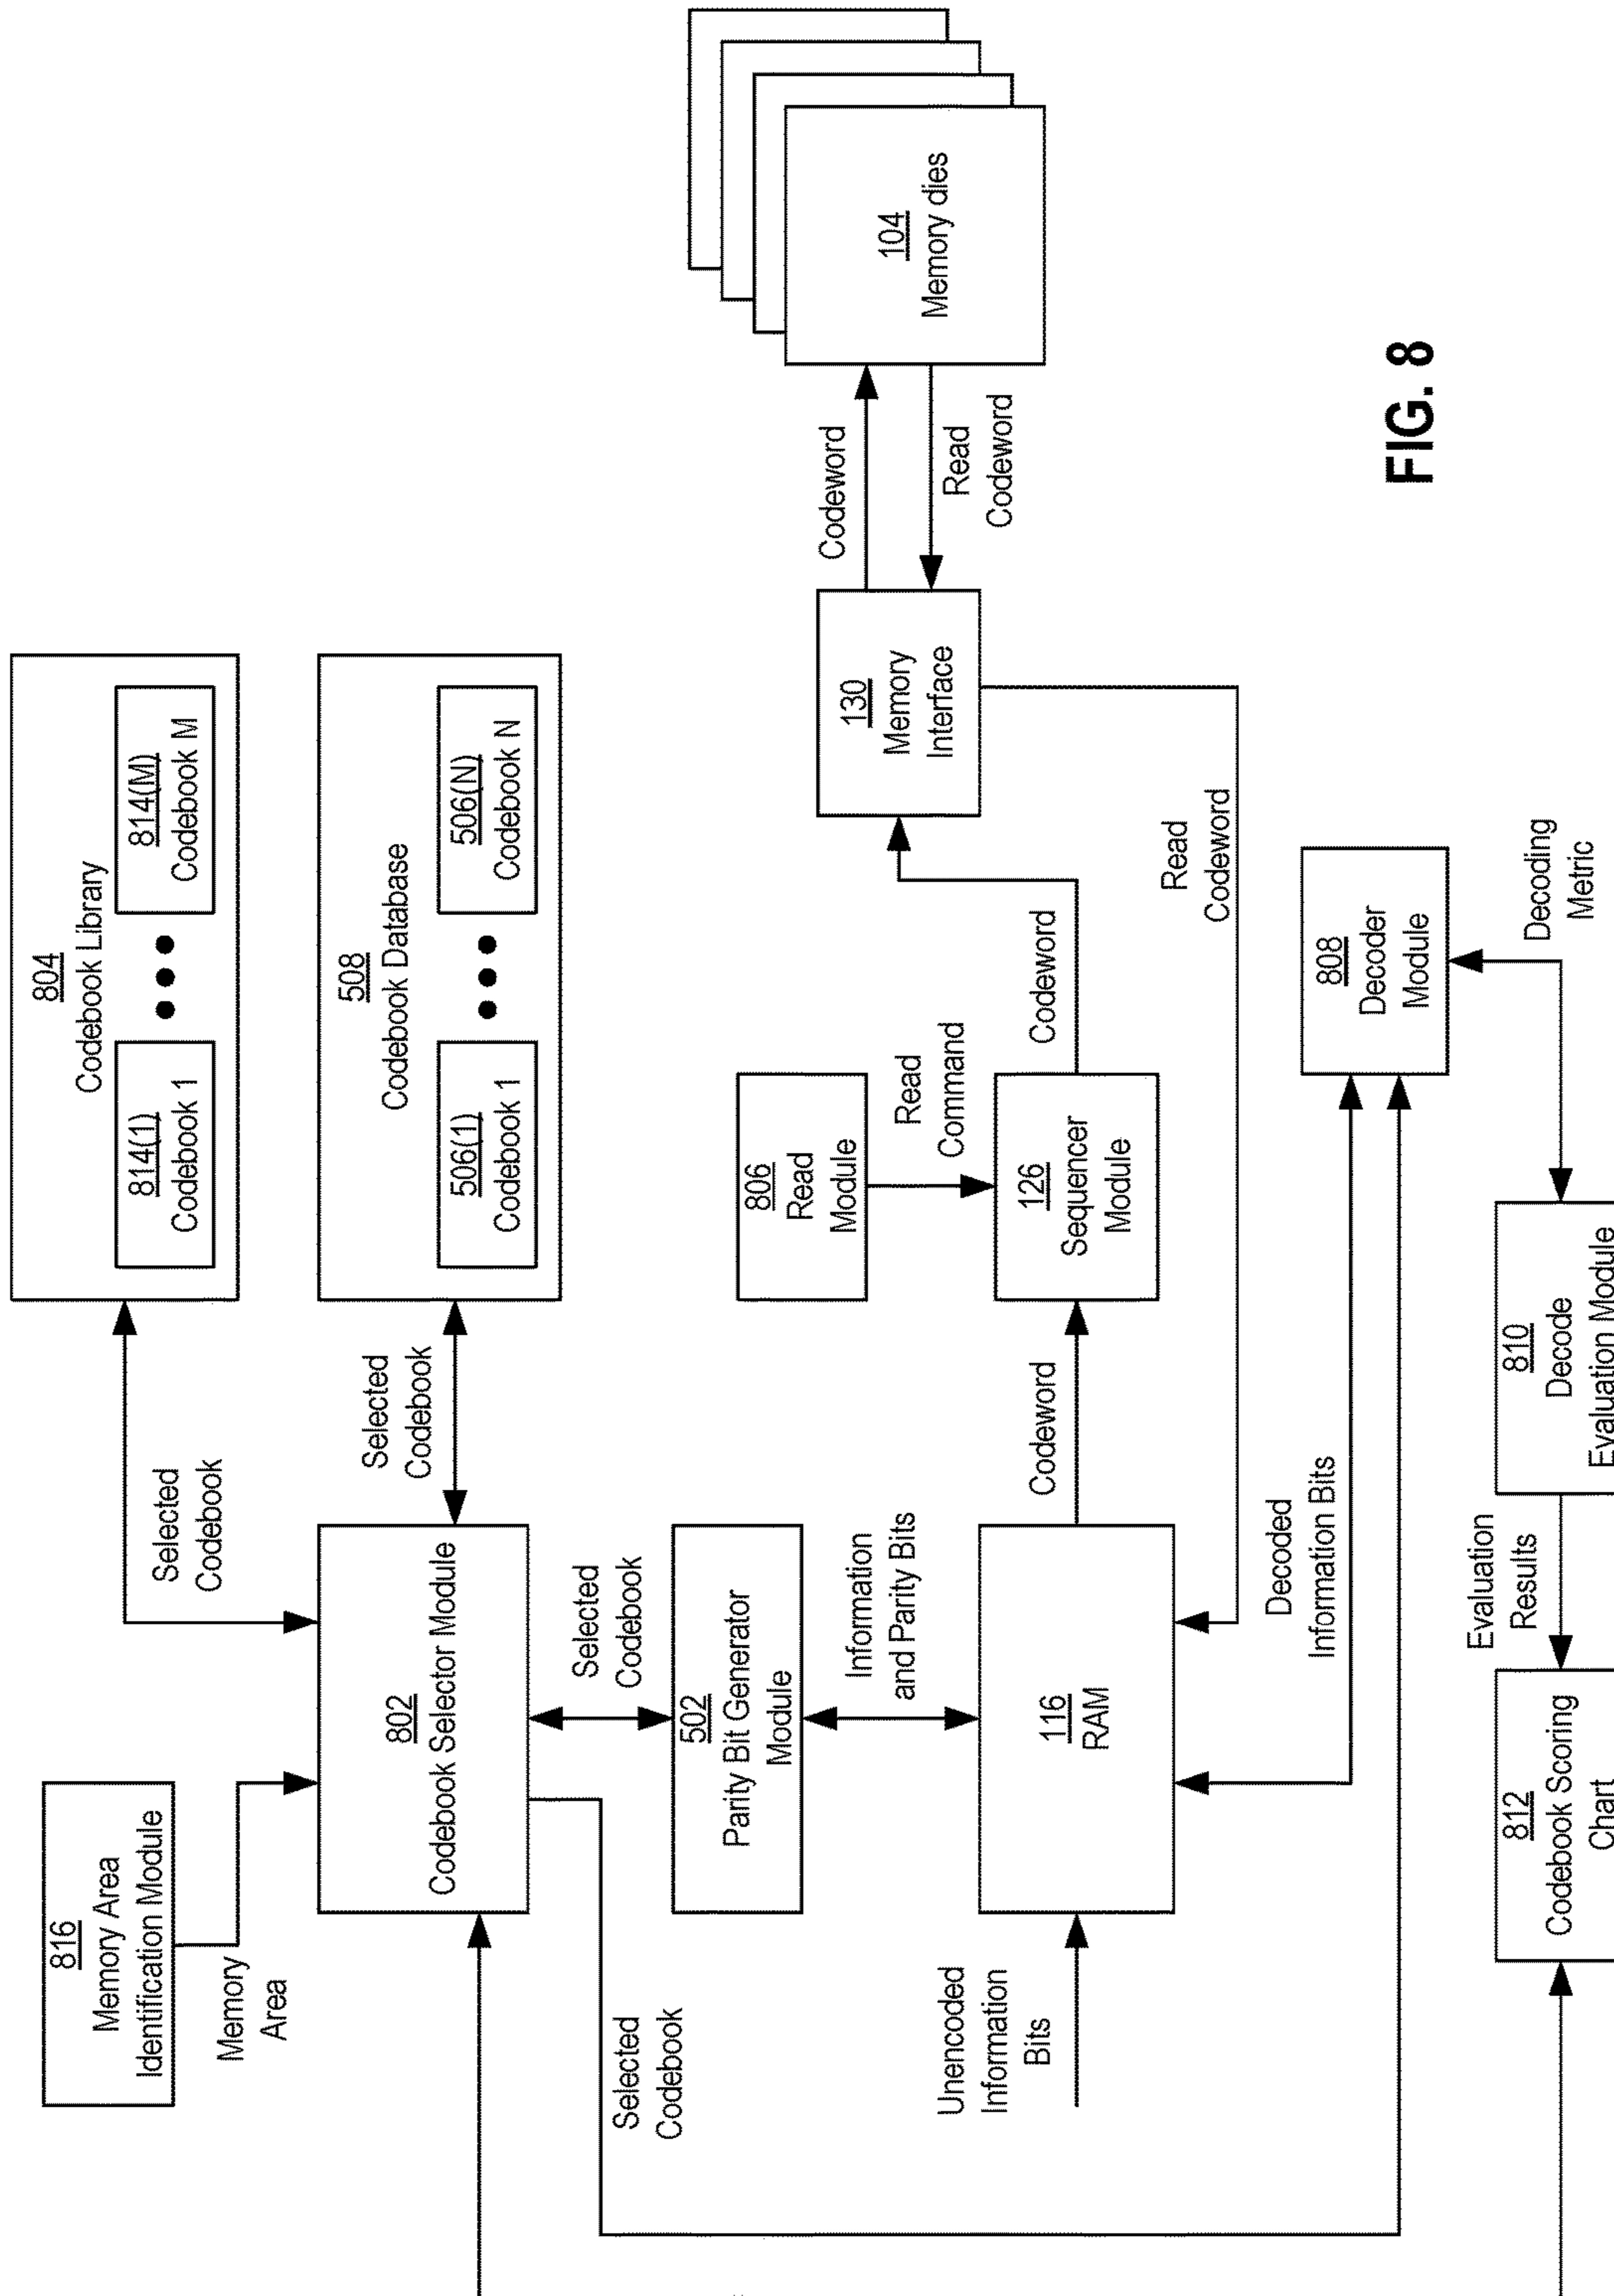 816
Memory Area
Identification Module
Memory
Area
804
Codebook Library
814(1)
Codebook 1
814(M)
Codebook M
Selected
Codebook
508
Codebook Database
506(1)
Codebook 1
506(N)
Codebook N
Selected
Codebook
802
Codebook Selector Module
Selected
Codebook
Selected
Codebook
502
Parity Bit Generator
Module
Information
and Parity Bits
Unencoded
Information
Bits
116
RAM
Codeword
806
Read
Module
Read
Command
126
Sequencer
Module
Codeword
130
Memory
Interface
Codeword
Read
Codeword
104
Memory dies
Read
Codeword
Decoded
Information Bits
808
Decoder
Module
Decoding
Metric
810
Decode
Evaluation Module
Evaluation
Results
812
Codebook Scoring
Chart
FIG. 8